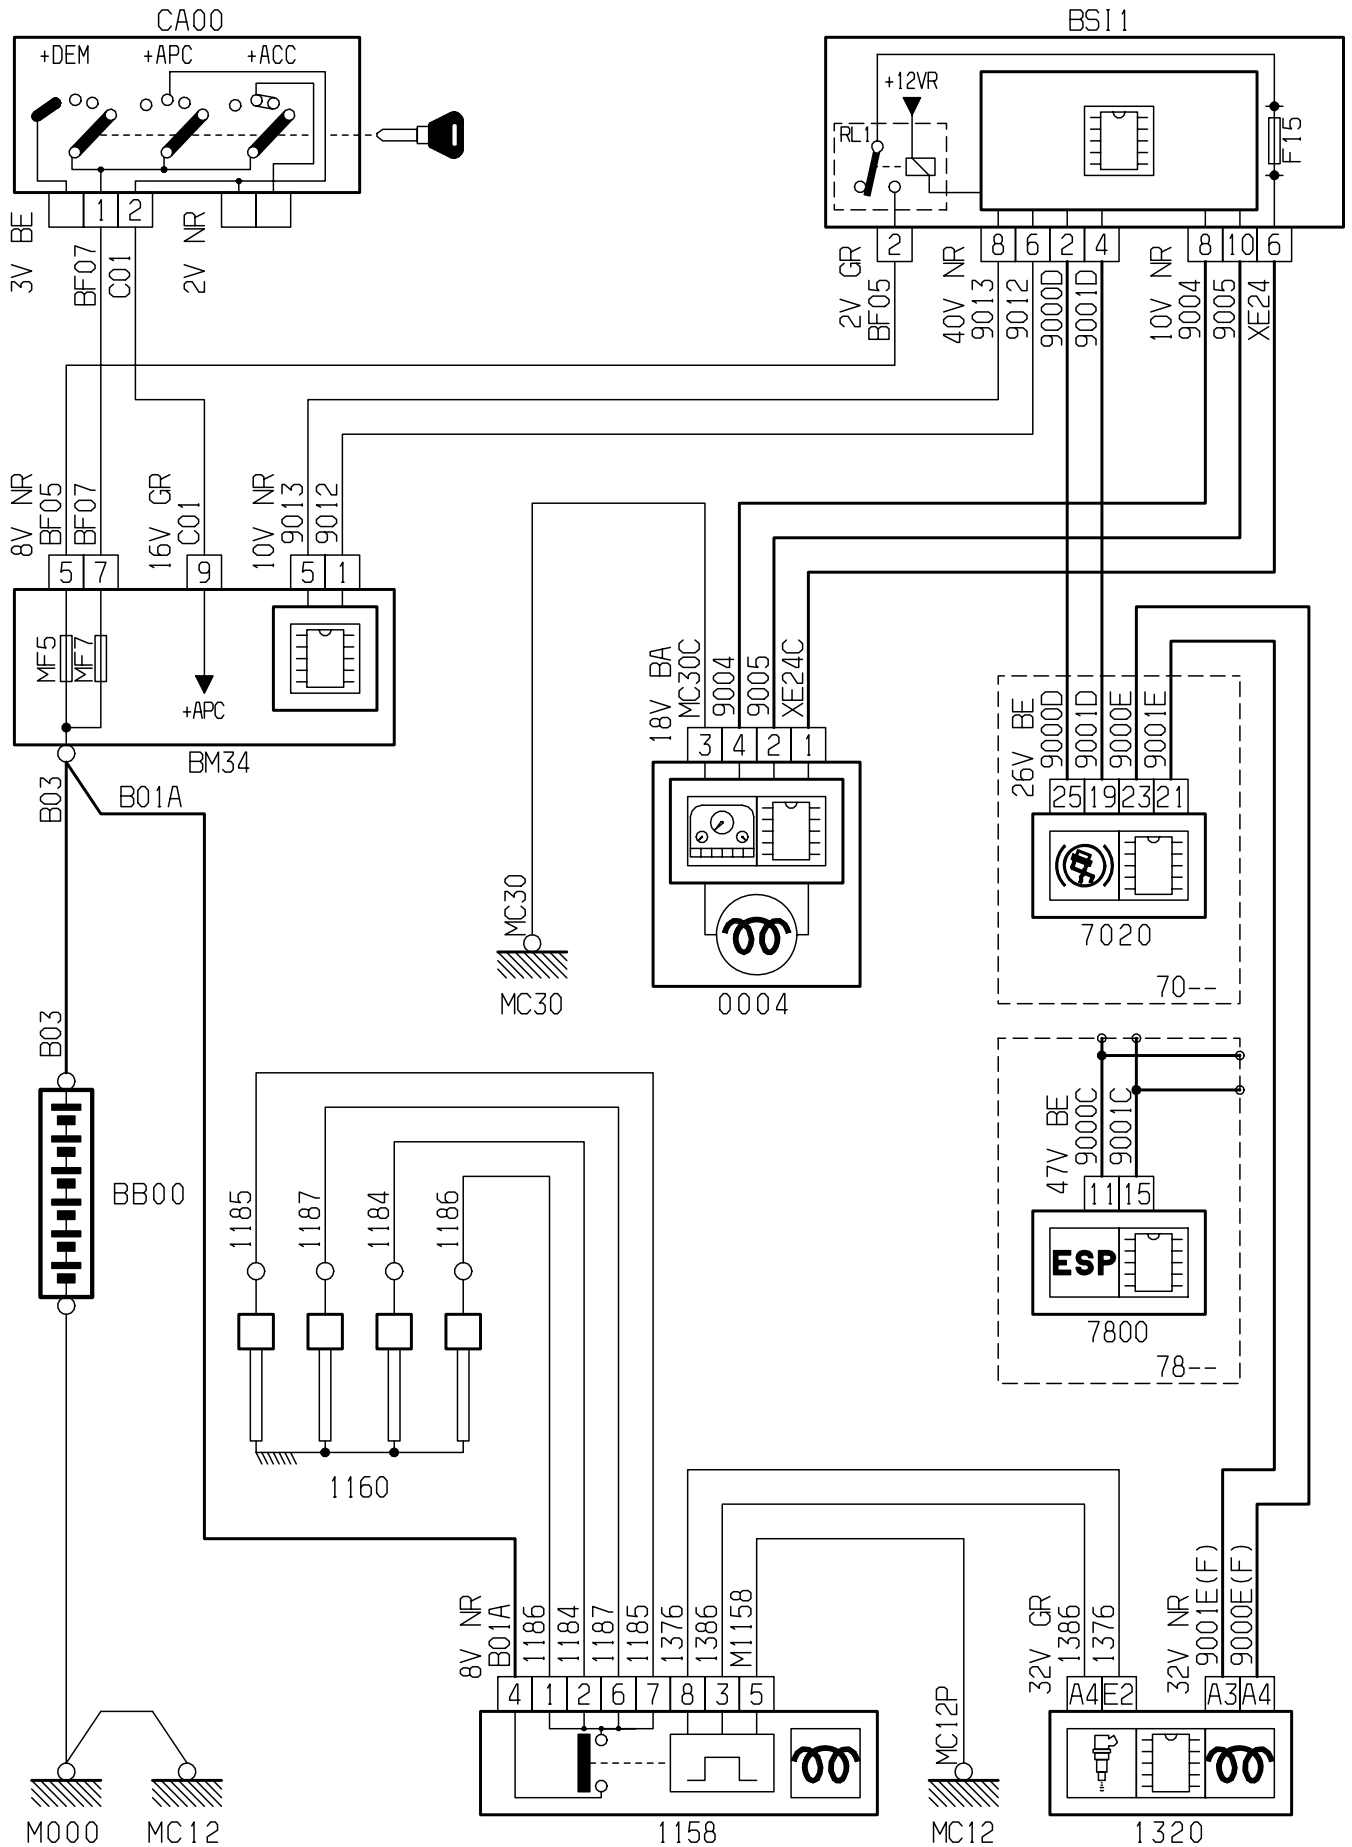 CA00
BSI1
+DEM
+APC
+ACC
+12VR
RL1
F15
1
2
2
8
6
2
4
8
10
6
3V BE
BF07
C01
2V NR
2V GR
BF05
40V NR
9013
9012
9000D
9001D
10V NR
9004
9005
XE24
8V NR
BF05
BF07
16V GR
C01
10V NR
9013
9012
5
7
9
5
1
MF5
MF7
+APC
BM34
18V BA
MC30C
9004
9005
XE24C
3
4
2
1
26V BE
9000D
9001D
9000E
9001E
25
19
23
21
B03
B01A
7020
70--
MC30
MC30
0004
B03
47V BE
9000C
9001C
11
15
BB00
1185
1187
1184
1186
ESP
7800
78--
1160
8V NR
B01A
1186
1184
1187
1185
1376
1386
M1158
32V GR
1386
1376
32V NR
9001E(F)
9000E(F)
4
1
2
6
7
8
3
5
A4
E2
A3
A4
MC12P
M000
MC12
1158
MC12
1320